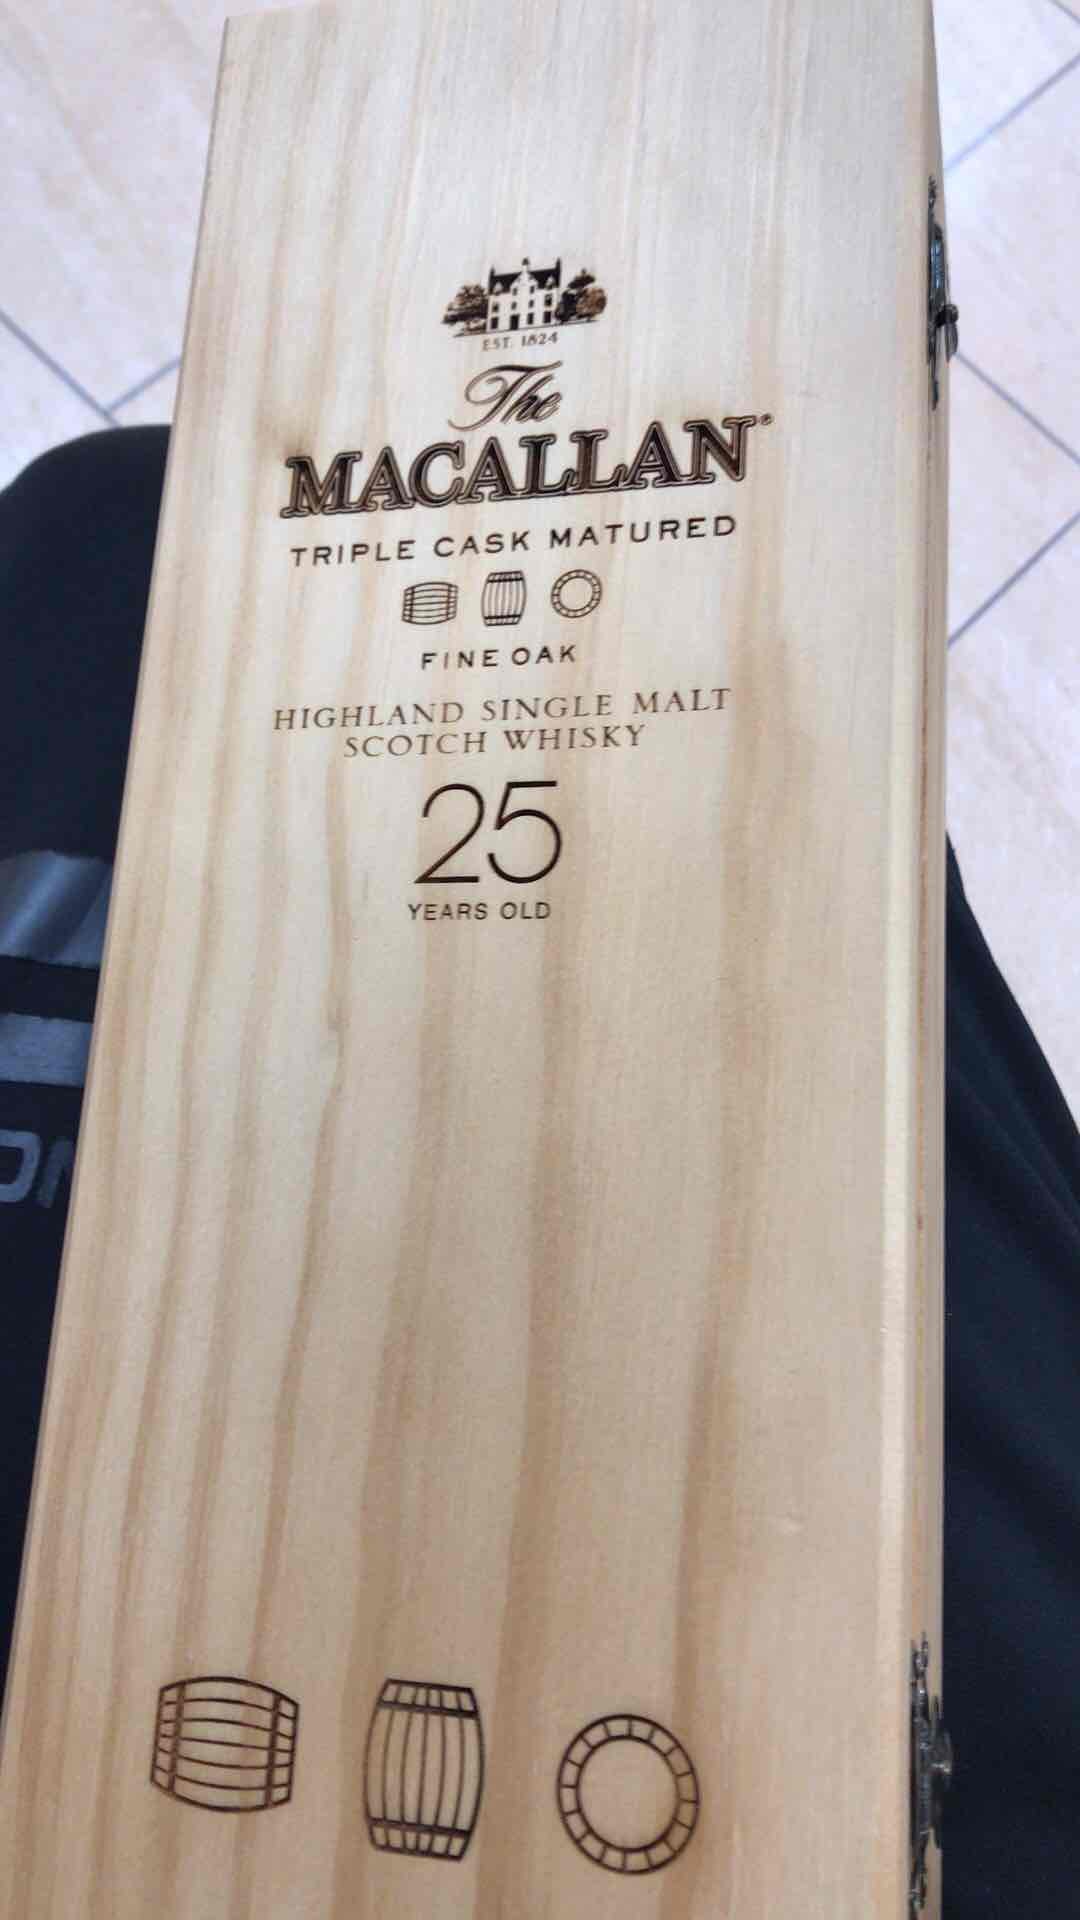 EST. 1824
The
MACALLAN®
TRIPLE CASK MATURED
FINE OAK
HIGHLAND SINGLE MALT
SCOTCH WHISKY
25
YEARS OLD